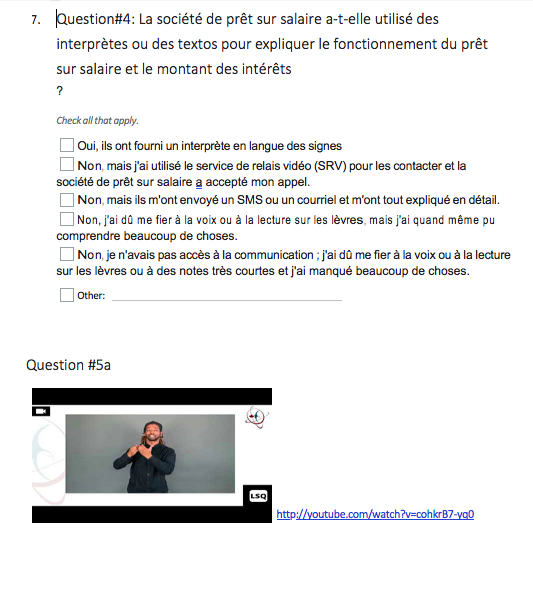 7. Question#4: La société de prêt sur salaire a-t-elle utilisé des
interprètes ou des textos pour expliquer le fonctionnement du prêt
sur salaire et le montant des intérêts
?
Check all that apply.
Oui, ils ont fourni un interprète en langue des signes
Non, mais j'ai utilisé le service de relais vidéo (SRV) pour les contacter et la
société de prêt sur salaire a accepté mon appel.
Non, mais ils m'ont envoyé un SMS ou un courriel et m'ont tout expliqué en détail.
Non, j'ai dû me fier à la voix ou à la lecture sur les lèvres, mais j'ai quand même pu
comprendre beaucoup de choses.
Non, je n'avais pas accès à la communication ; j'ai dû me fier à la voix ou à la lecture
sur les lèvres ou à des notes très courtes et j'ai manqué beaucoup de choses.
Other:
Question #5a
LSQ
http://youtube.com/watch?v=cohkrB7-yq0